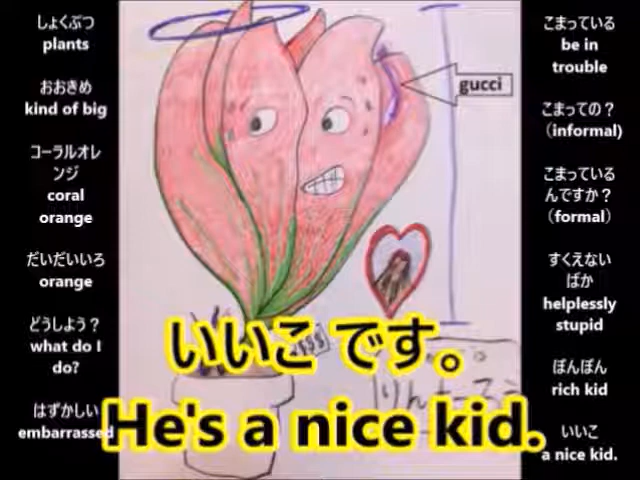 しょくぶつ
plants
おおきめ
kind of big
コーラルオレ
ンジ
coral
orange
だいだいいろ
orange
どうしよう？
what do I
do?
はずかしい
embarrassed
gucci
$$$$
いいこ です。
He's a nice kid.
こまっている
be in
trouble
こまっての？
（informal）
こまっている
んですか？
（formal）
すくえない
ばか
helplessly
stupid
ぼんぼん
rich kid
いいこ
a nice kid.